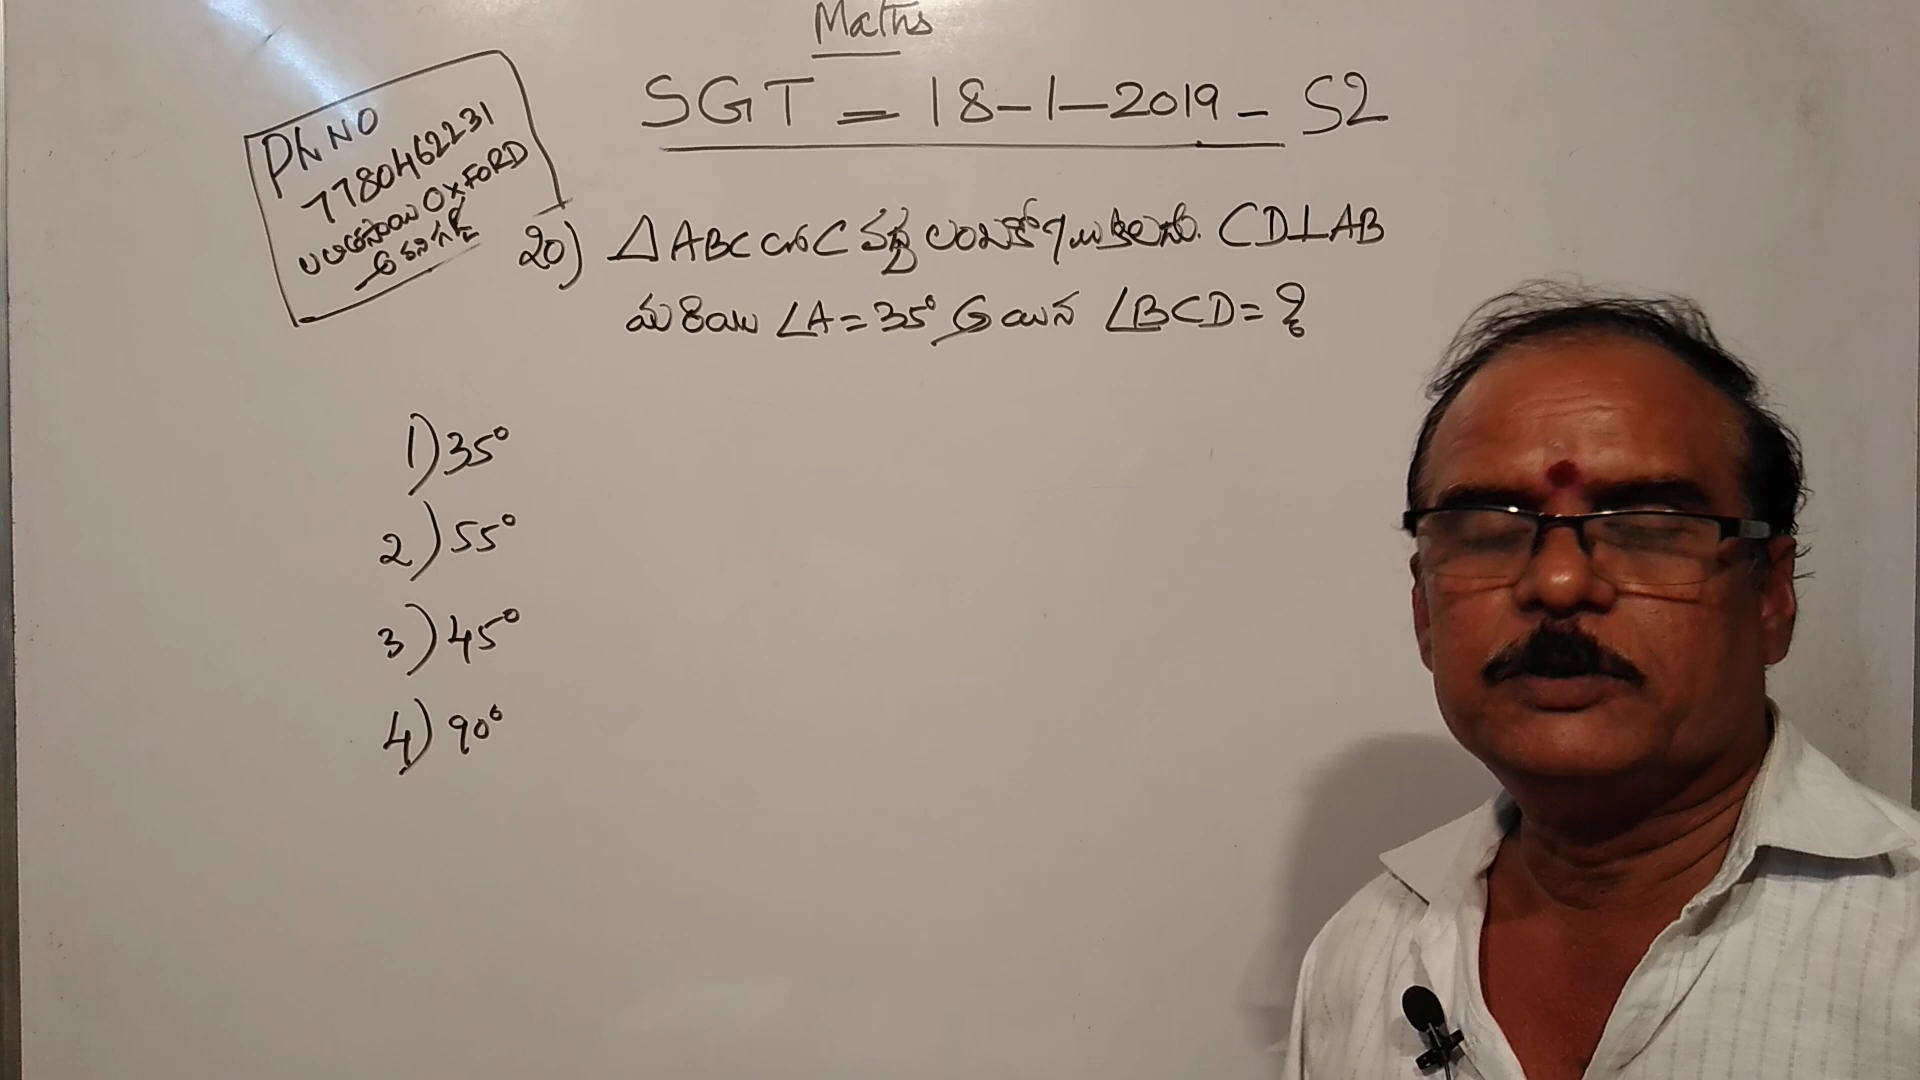 Maths
SGT = 18-1-2019 - S2
Ph NO
7780462231
OXFORD
20) △ABC లో C వద్ద లంబకోణము కలదు. CD⊥AB
మరియు ∠A = 35° అయిన ∠BCD = ?
1) 35°
2) 55°
3) 45°
4) 90°